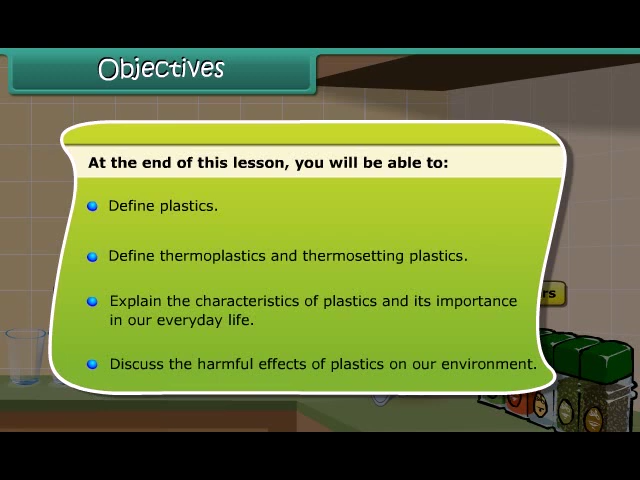 Objectives
At the end of this lesson, you will be able to:
Define plastics.
Define thermoplastics and thermosetting plastics.
Explain the characteristics of plastics and its importance
in our everyday life.
Discuss the harmful effects of plastics on our environment.